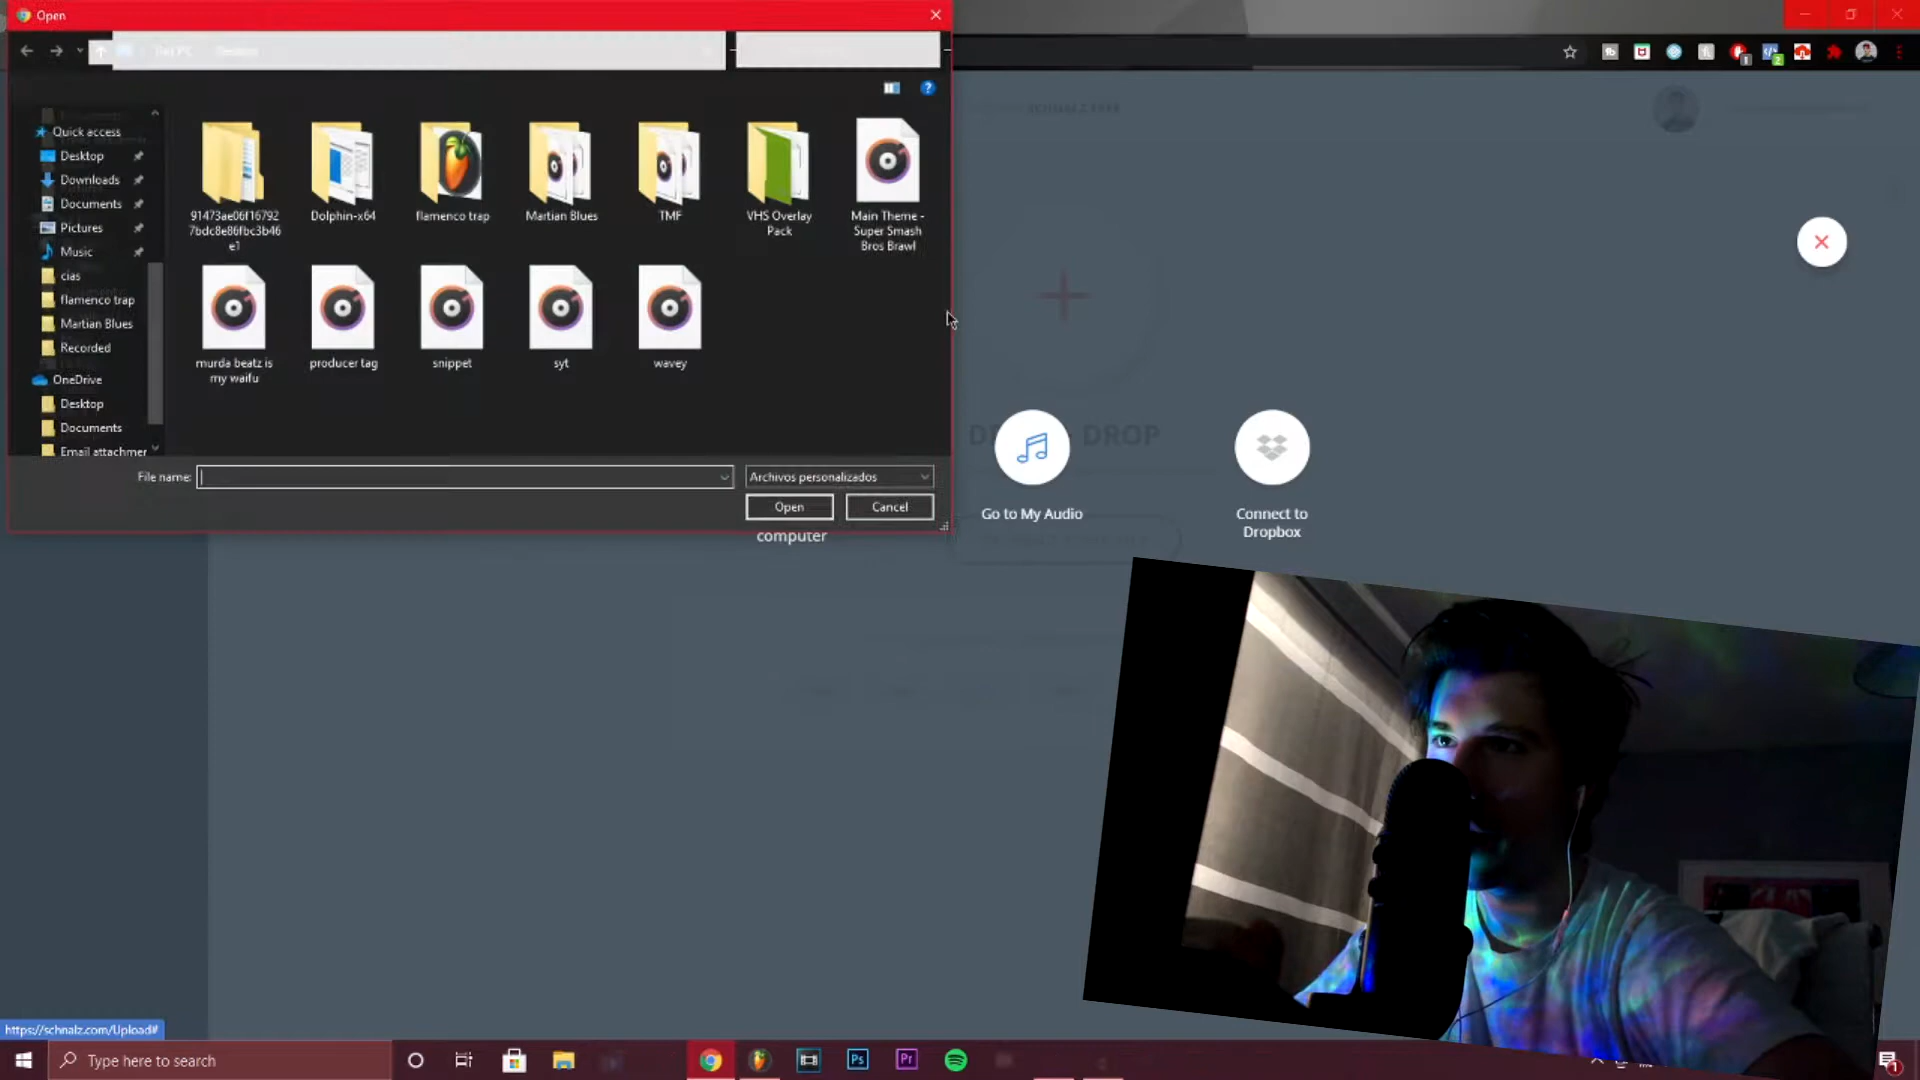 Open
Quick access
Desktop
Downloads
Documents
Pictures
Music
cias
flamenco trap
Martian Blues
Recorded
OneDrive
Desktop
Documents
Email attachmer
91473ae06f16792
7bdc8e86fbc3b46
e1
Dolphin-x64
flamenco trap
Martian Blues
TMF
VHS Overlay
Pack
Main Theme -
Super Smash
Bros Brawl
murda beatz is
my waifu
producer tag
snippet
syt
wavey
File name:
Archivos personalizados
Open
Cancel
computer
DROP
Go to My Audio
Connect to
Dropbox
https://schnalz.com/Upload#
Type here to search
Ps
Pr